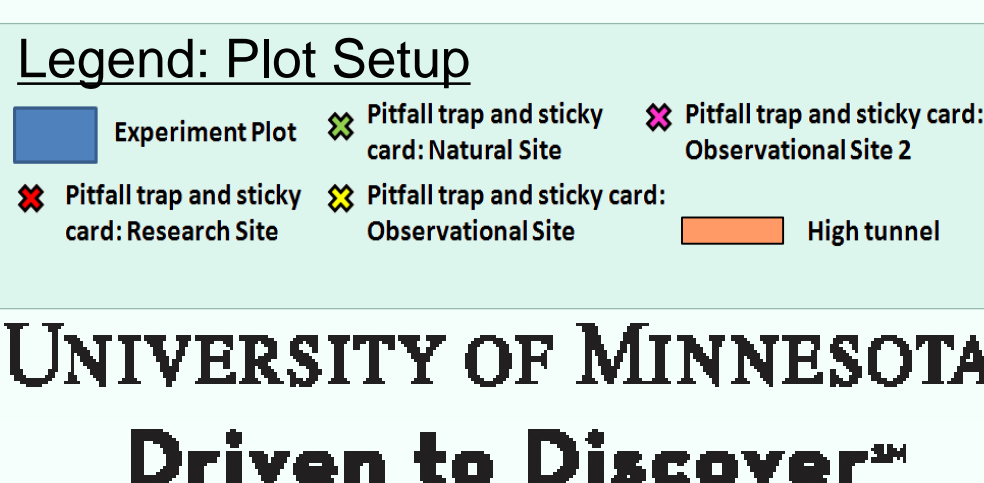 Legend: Plot Setup
Experiment Plot
Pitfall trap and sticky
card: Natural Site
Pitfall trap and sticky card:
Observational Site 2
Pitfall trap and sticky
card: Research Site
Pitfall trap and sticky card:
Observational Site
High tunnel
UNIVERSITY OF MINNESOTA
Driven to Discover℠